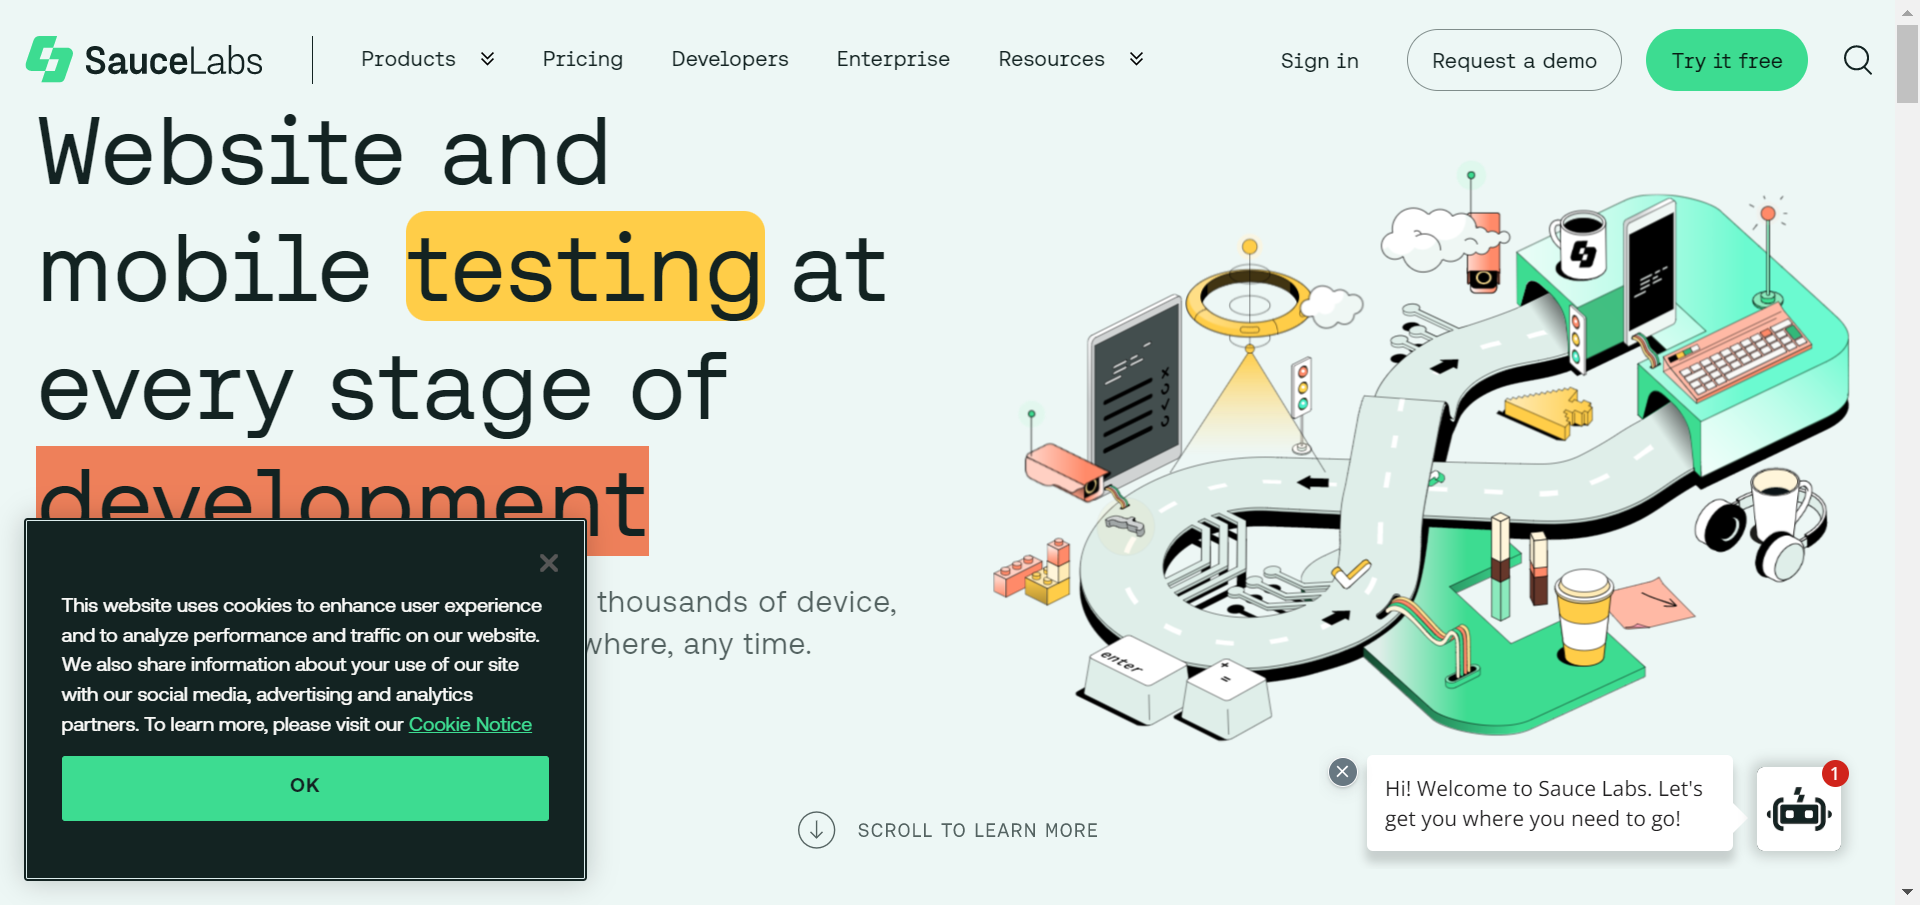 SauceLabs
Products
Pricing
Developers
Enterprise
Resources
Sign in
Request a demo
Try it free
Website and
mobile testing at
every stage of
development
thousands of device,
where, any time.
This website uses cookies to enhance user experience
and to analyze performance and traffic on our website.
We also share information about your use of our site
with our social media, advertising and analytics
partners. To learn more, please visit our Cookie Notice
OK
enter
+
=
SCROLL TO LEARN MORE
Hi! Welcome to Sauce Labs. Let's
get you where you need to go!
1